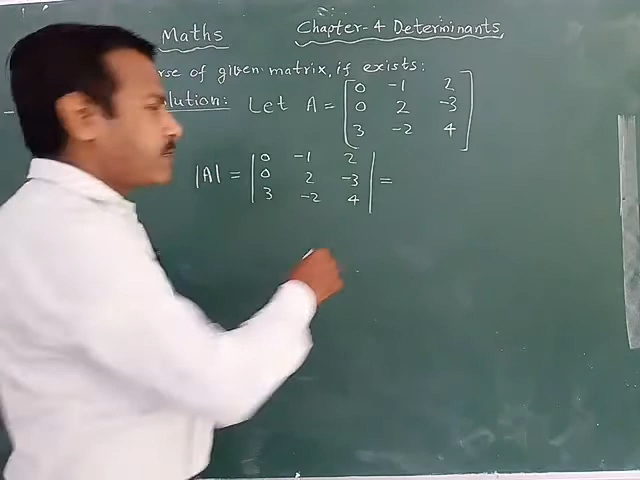 Maths Chapter-4 Determinants
rse of given matrix, if exists:
lution: Let A = [0 -1 2
0 2 -3
3 -2 4]
|A| = |0 -1 2
0 2 -3
3 -2 4| =